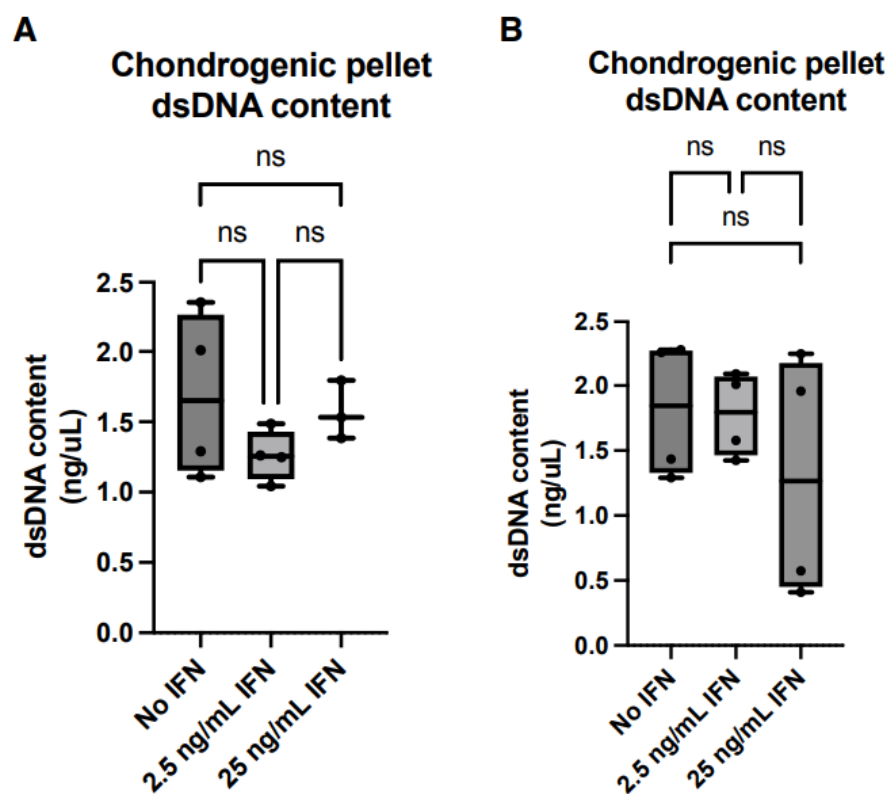 A
Chondrogenic pellet
dsDNA content
ns
ns
ns
dsDNA content
(ng/uL)
2.5
2.0
1.5
1.0
0.5
0.0
No IFN
2.5 ng/mL IFN
25 ng/mL IFN
B
Chondrogenic pellet
dsDNA content
ns
ns
ns
dsDNA content
(ng/uL)
2.5
2.0
1.5
1.0
0.5
0.0
No IFN
2.5 ng/mL IFN
25 ng/mL IFN